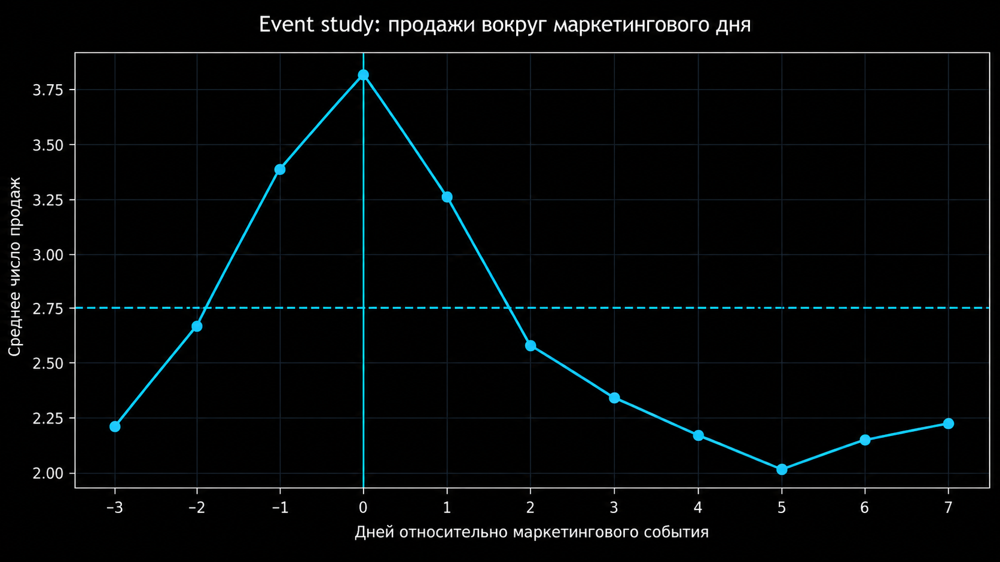 Event study: продажи вокруг маркетингового дня
Среднее число продаж
3.75
3.50
3.25
3.00
2.75
2.50
2.25
2.00
−3 −2 −1 0 1 2 3 4 5 6 7
Дней относительно маркетингового события